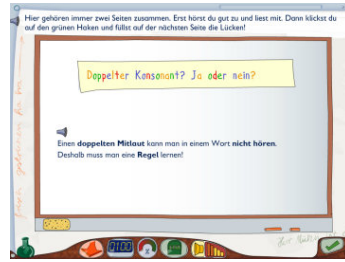 Hier gehören immer zwei Seiten zusammen. Erst hörst du gut zu und liest mit. Dann klickst du
auf den grünen Haken und füllst auf der nächsten Seite die Lücken!
Doppelter Konsonant? Ja oder nein?
Einen doppelten Mitlaut kann man in einem Wort nicht hören.
Deshalb muss man eine Regel lernen!